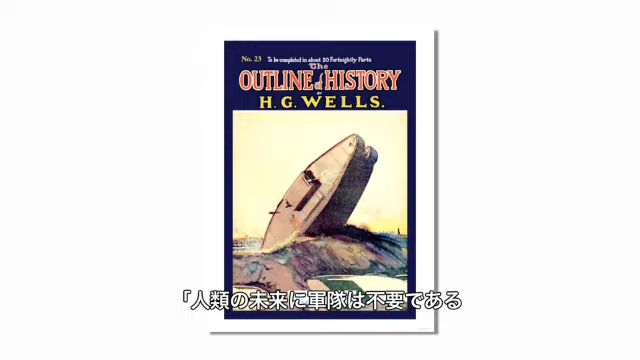 No. 23 To be completed in about 20 Fortnightly Parts
The
OUTLINE of HISTORY
BY
H. G. WELLS.
「人類の未来に軍隊は不要である